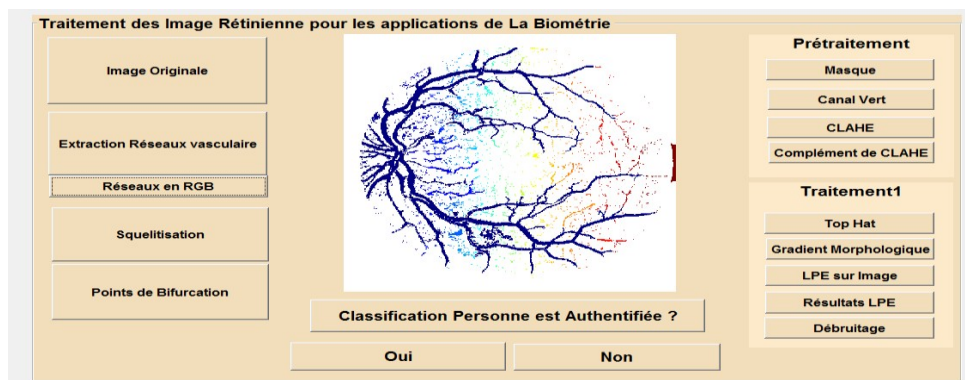 Traitement des Image Rétinienne pour les applications de La Biométrie
Image Originale
Extraction Réseaux vasculaire
Réseaux en RGB
Squelitisation
Points de Bifurcation
Classification Personne est Authentifiée ?
Oui
Non
Prétraitement
Masque
Canal Vert
CLAHE
Complément de CLAHE
Traitement1
Top Hat
Gradient Morphologique
LPE sur Image
Résultats LPE
Débruitage